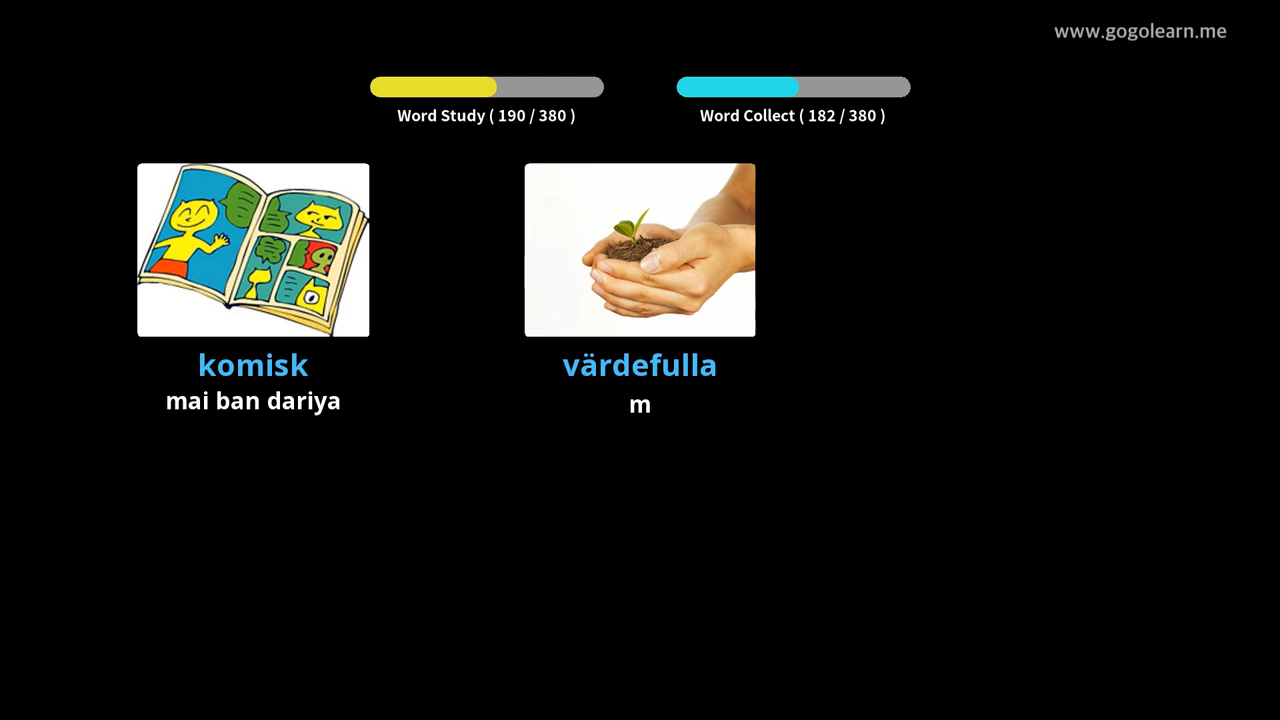 www.gogolearn.me
Word Study ( 190 / 380 )
Word Collect ( 182 / 380 )
komisk
mai ban dariya
värdefulla
m